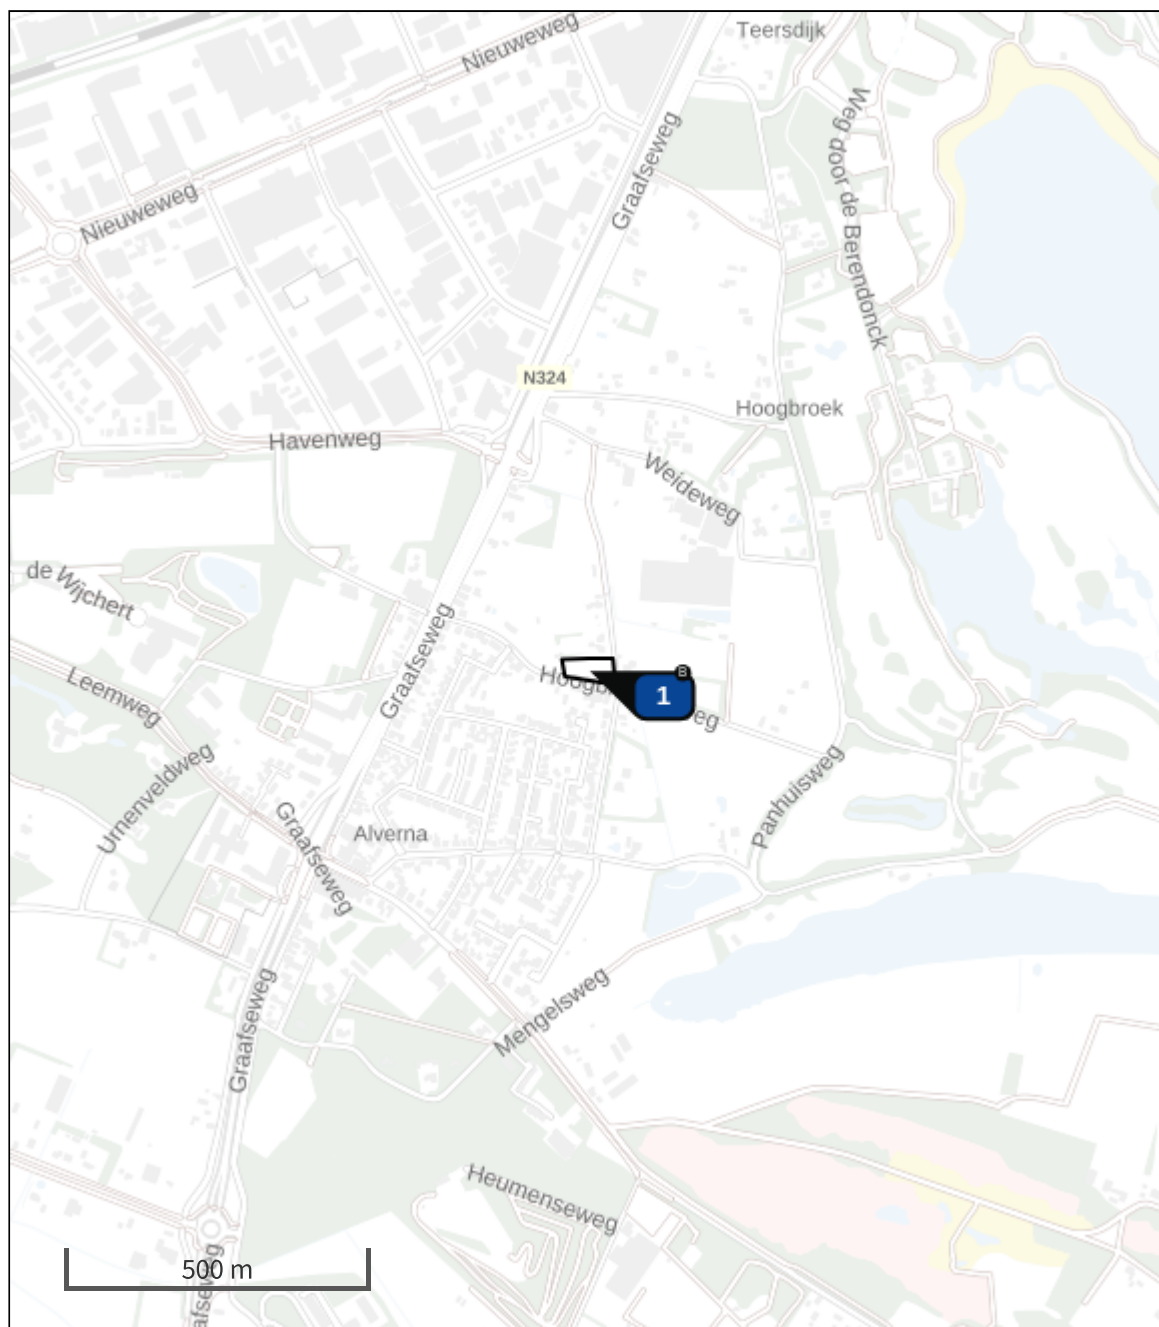 Teersdijk
Nieuweweg
Weg door de Berendonck
Graafseweg
Nieuweweg
N324
Hoogbroek
Havenweg
Weideweg
de Wijchert
Graafseweg
B
1
Leemweg
Urnenveldweg
Panhuisweg
Graafseweg
Alverna
Graafseweg
Mengelsweg
Heumenseweg
500 m